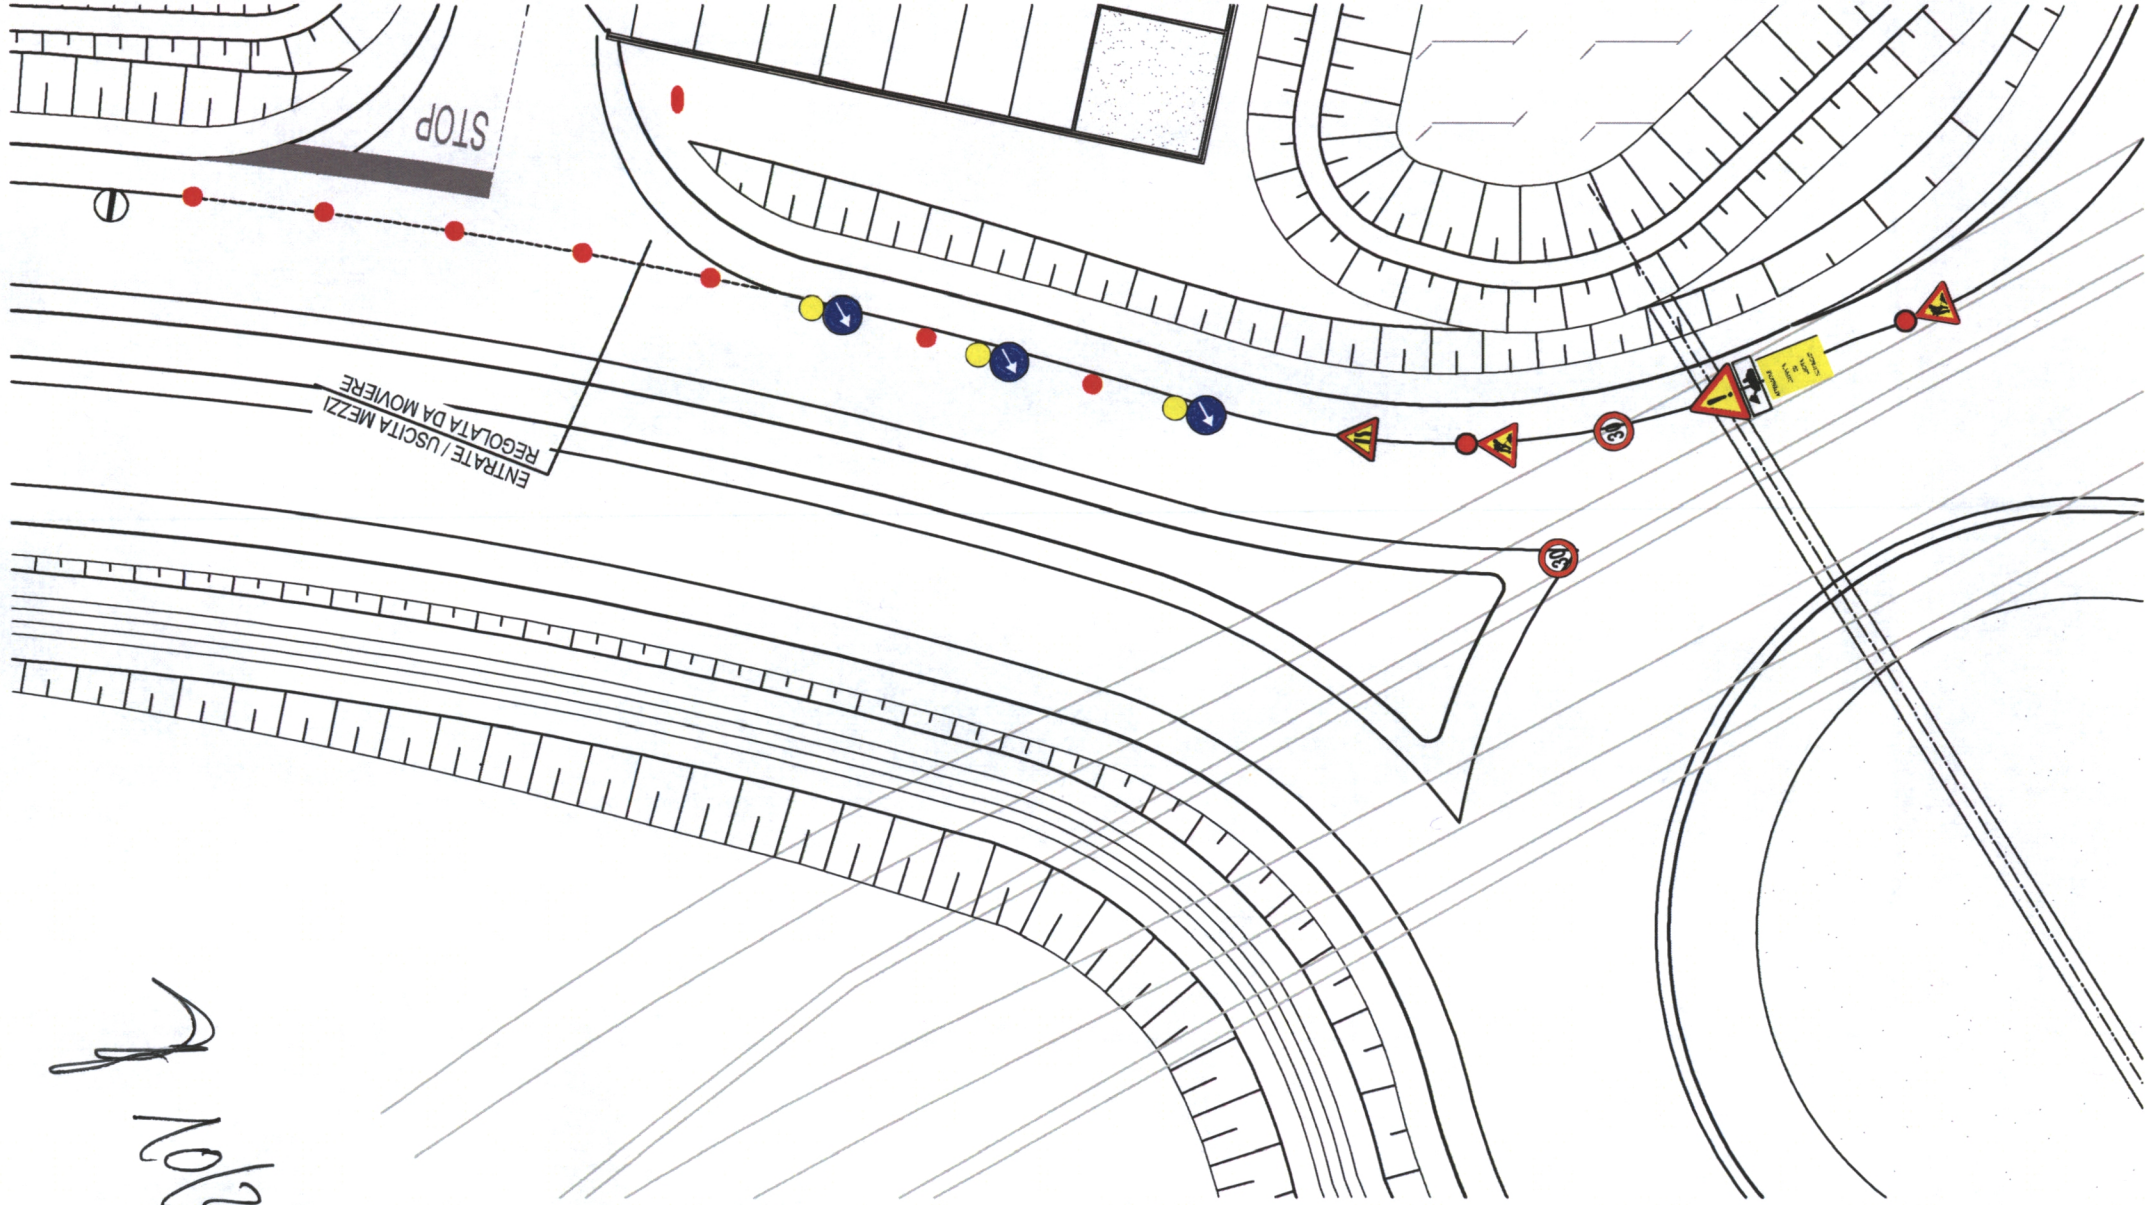 STOP
ENTRATE / USCITA MEZZI
REGOLATA DA MOVIERE
30
30